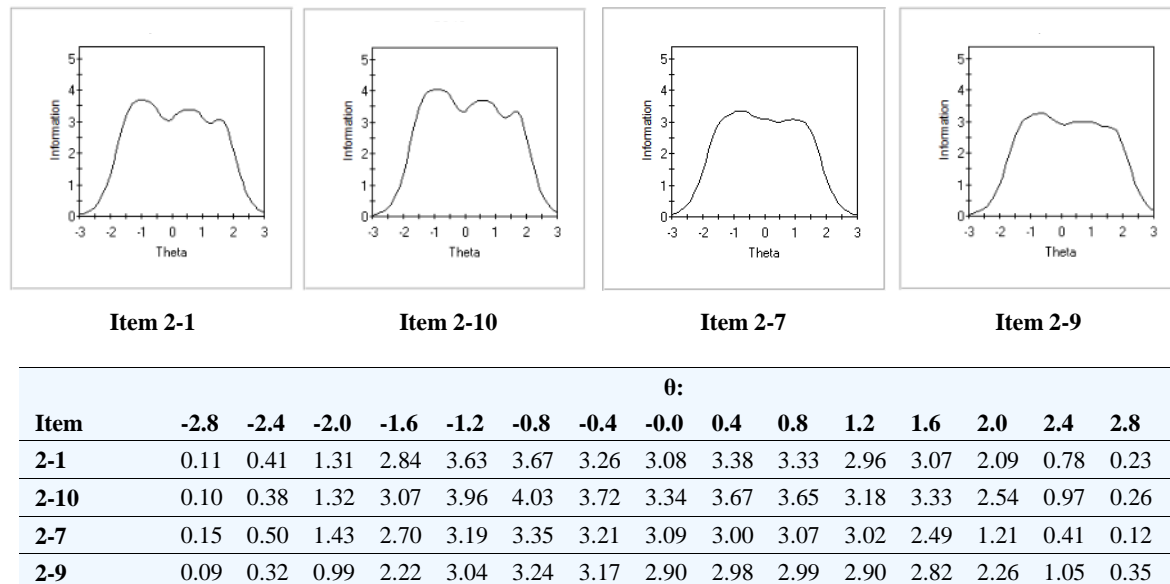 5 5 5 5
4 4 4 4
Information Information Information Information
3 3 3 3
2 2 2 2
1 1 1 1
0 0 0 0
-3 -2 -1 0 1 2 3 -3 -2 -1 0 1 2 3 -3 -2 -1 0 1 2 3 -3 -2 -1 0 1 2 3
Theta Theta Theta Theta
Item 2-1 Item 2-10 Item 2-7 Item 2-9
θ:
Item -2.8 -2.4 -2.0 -1.6 -1.2 -0.8 -0.4 -0.0 0.4 0.8 1.2 1.6 2.0 2.4 2.8
2-1 0.11 0.41 1.31 2.84 3.63 3.67 3.26 3.08 3.38 3.33 2.96 3.07 2.09 0.78 0.23
2-10 0.10 0.38 1.32 3.07 3.96 4.03 3.72 3.34 3.67 3.65 3.18 3.33 2.54 0.97 0.26
2-7 0.15 0.50 1.43 2.70 3.19 3.35 3.21 3.09 3.00 3.07 3.02 2.49 1.21 0.41 0.12
2-9 0.09 0.32 0.99 2.22 3.04 3.24 3.17 2.90 2.98 2.99 2.90 2.82 2.26 1.05 0.35